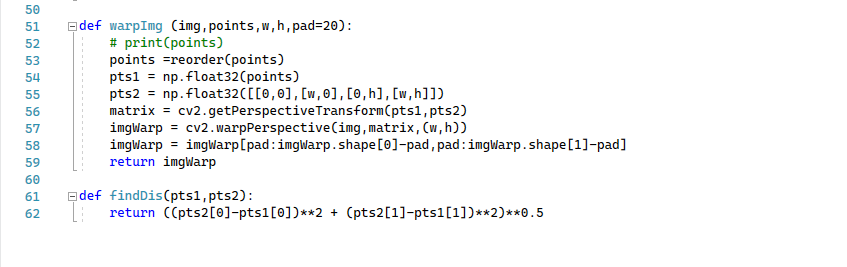 50
51 def warpImg (img,points,w,h,pad=20):
52     # print(points)
53     points =reorder(points)
54     pts1 = np.float32(points)
55     pts2 = np.float32([[0,0],[w,0],[0,h],[w,h]])
56     matrix = cv2.getPerspectiveTransform(pts1,pts2)
57     imgWarp = cv2.warpPerspective(img,matrix,(w,h))
58     imgWarp = imgWarp[pad:imgWarp.shape[0]-pad,pad:imgWarp.shape[1]-pad]
59     return imgWarp
60
61 def findDis(pts1,pts2):
62     return ((pts2[0]-pts1[0])**2 + (pts2[1]-pts1[1])**2)**0.5